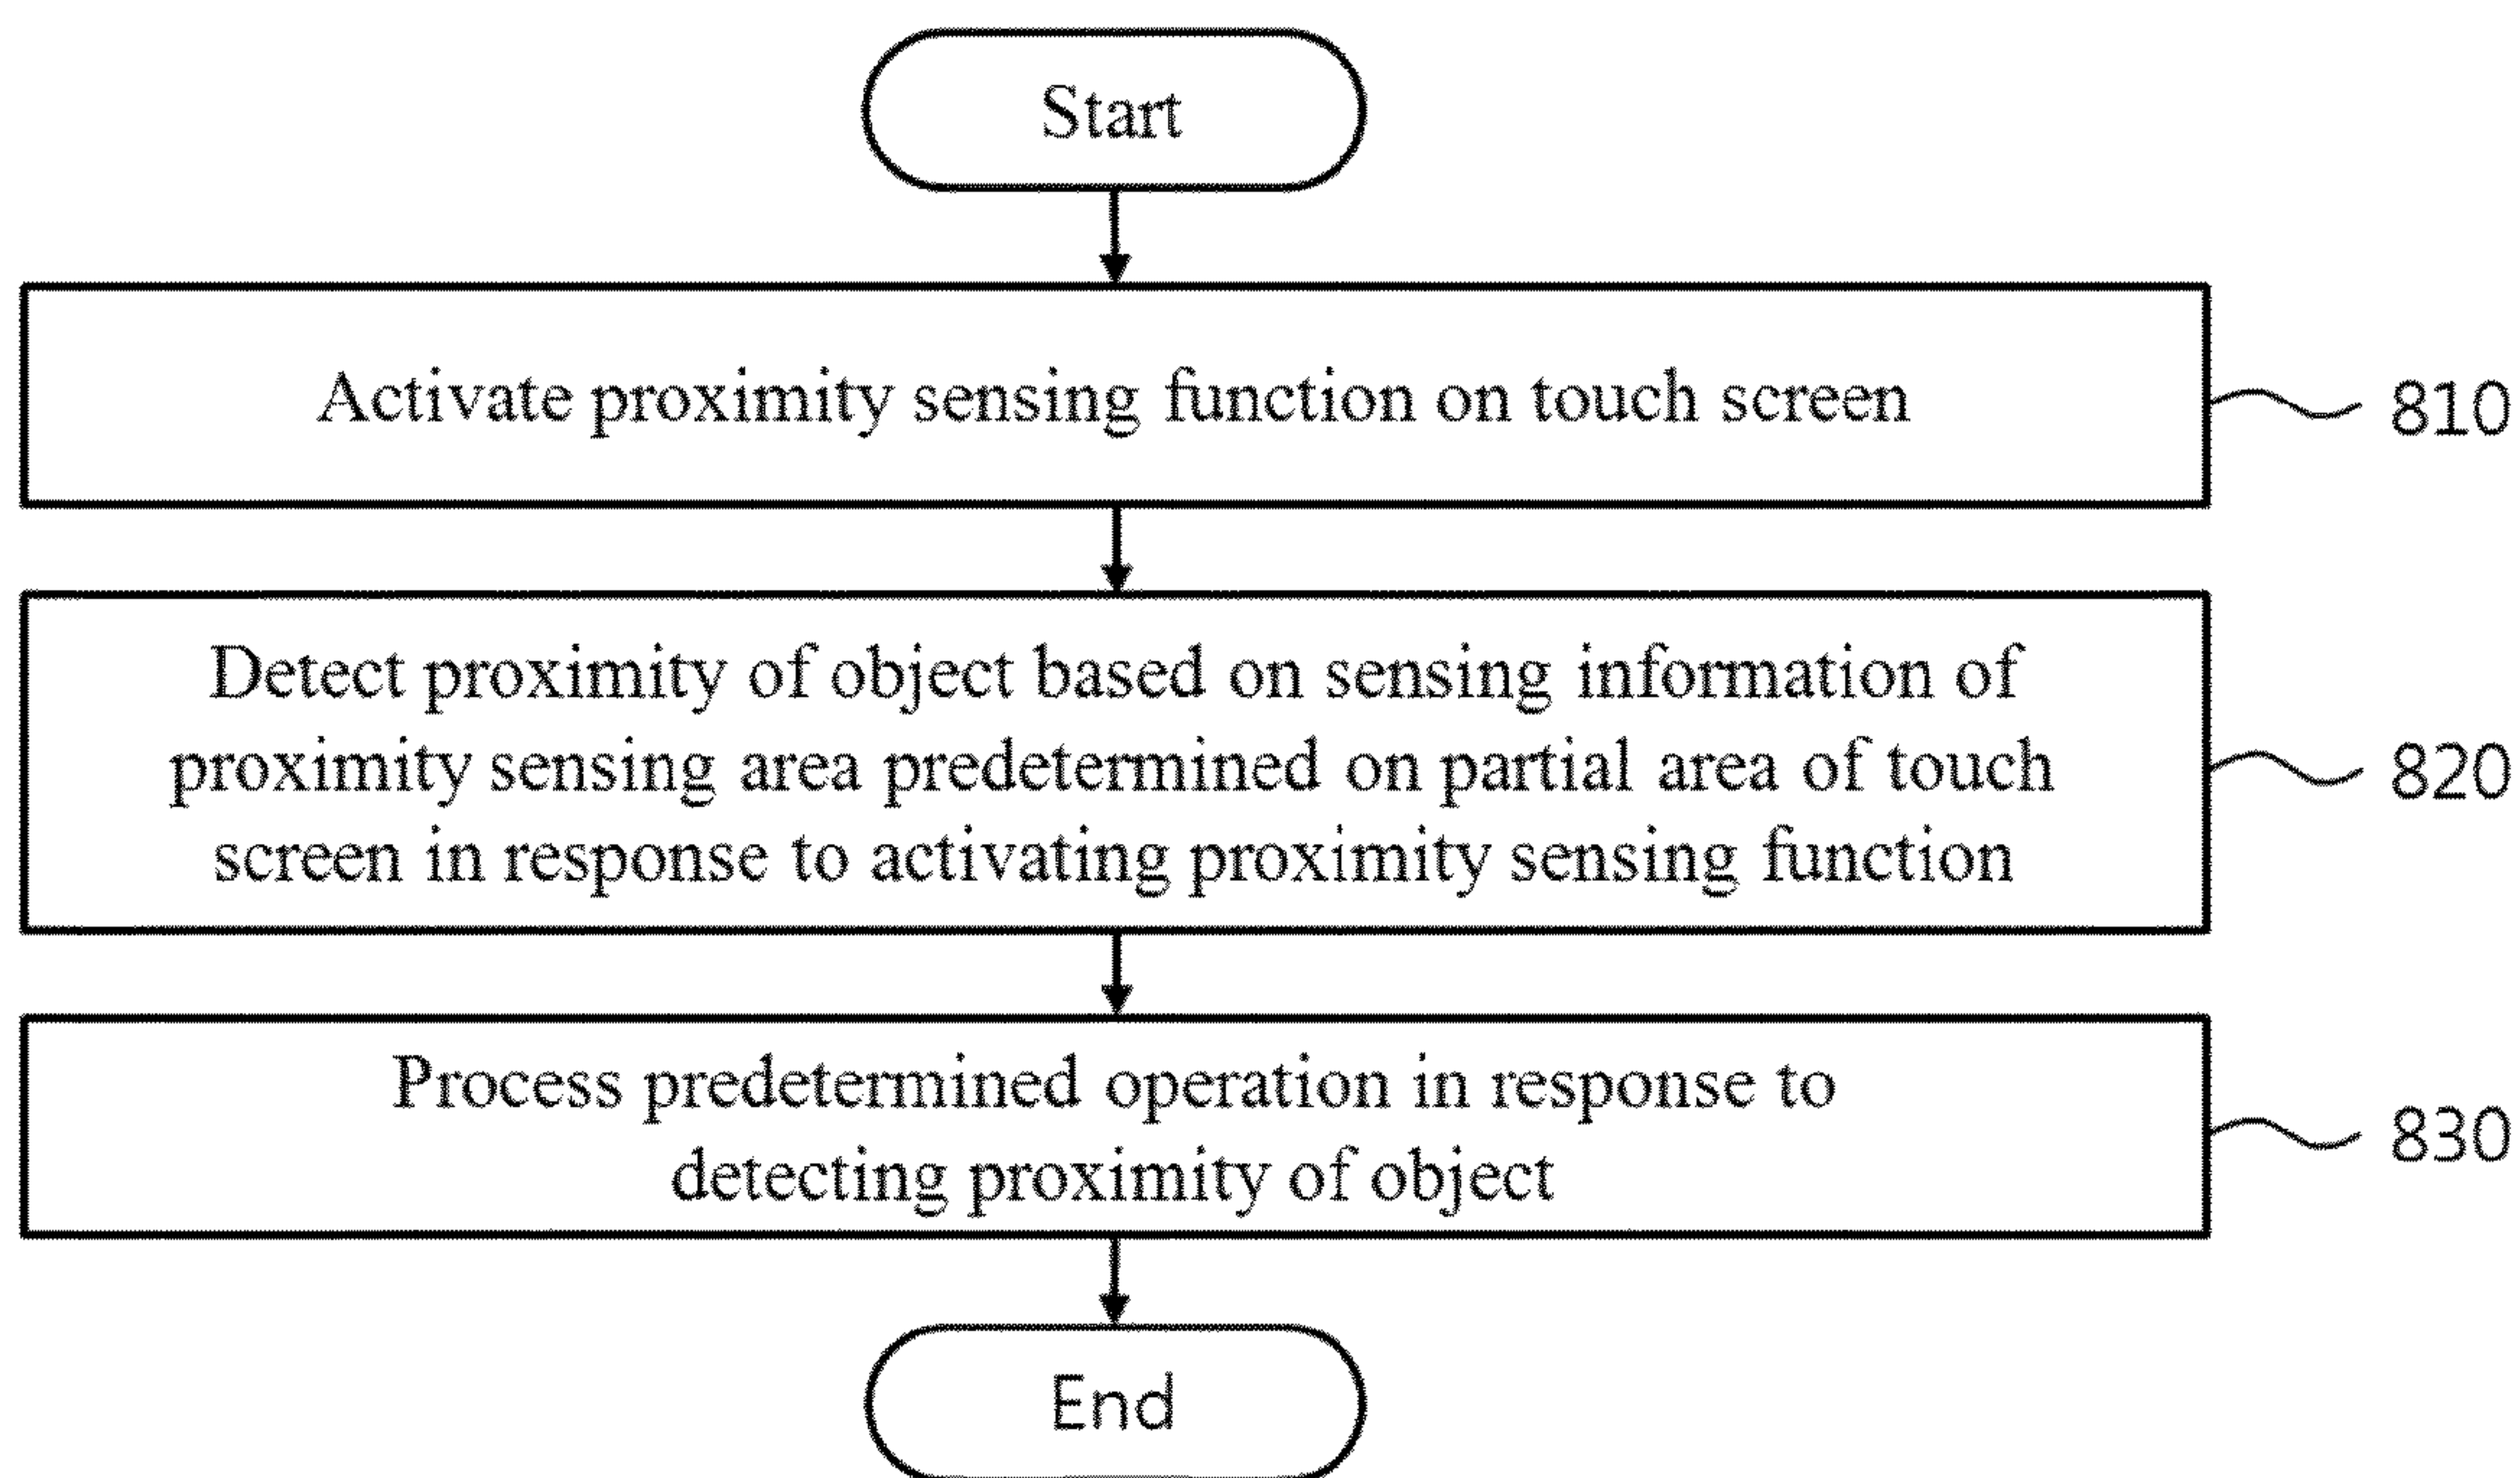 Start
Activate proximity sensing function on touch screen
810
Detect proximity of object based on sensing information of
proximity sensing area predetermined on partial area of touch
screen in response to activating proximity sensing function
820
Process predetermined operation in response to
detecting proximity of object
830
End